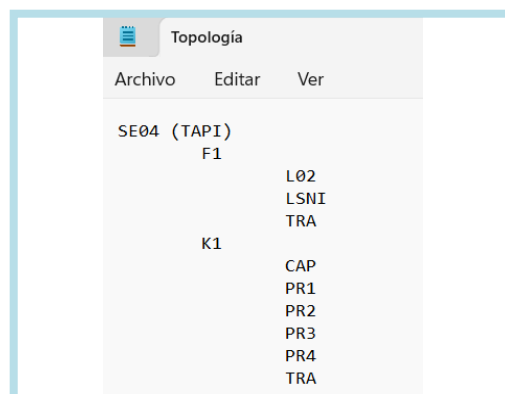 Topología
Archivo Editar Ver
SE04 (TAPI)
F1
L02
LSNI
TRA
K1
CAP
PR1
PR2
PR3
PR4
TRA